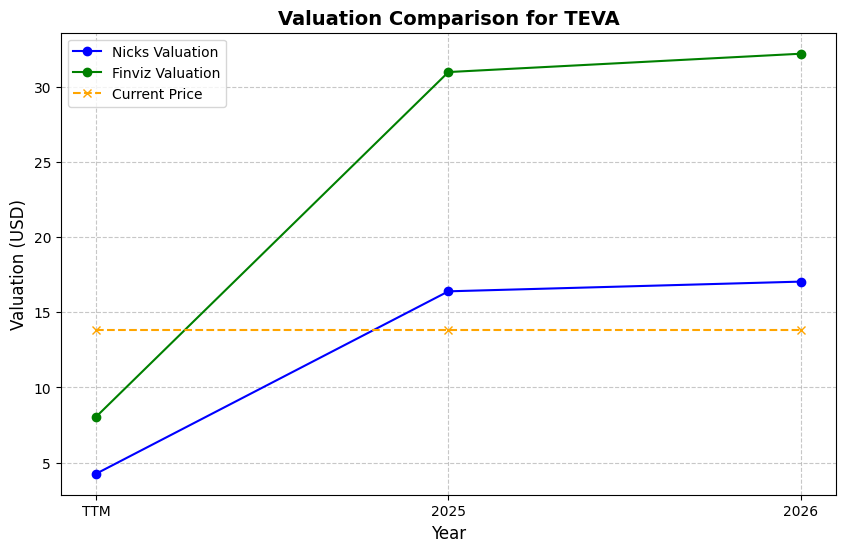 Valuation Comparison for TEVA
Nicks Valuation
Finviz Valuation
Current Price
Valuation (USD)
30
25
20
15
10
5
TTM
2025
2026
Year